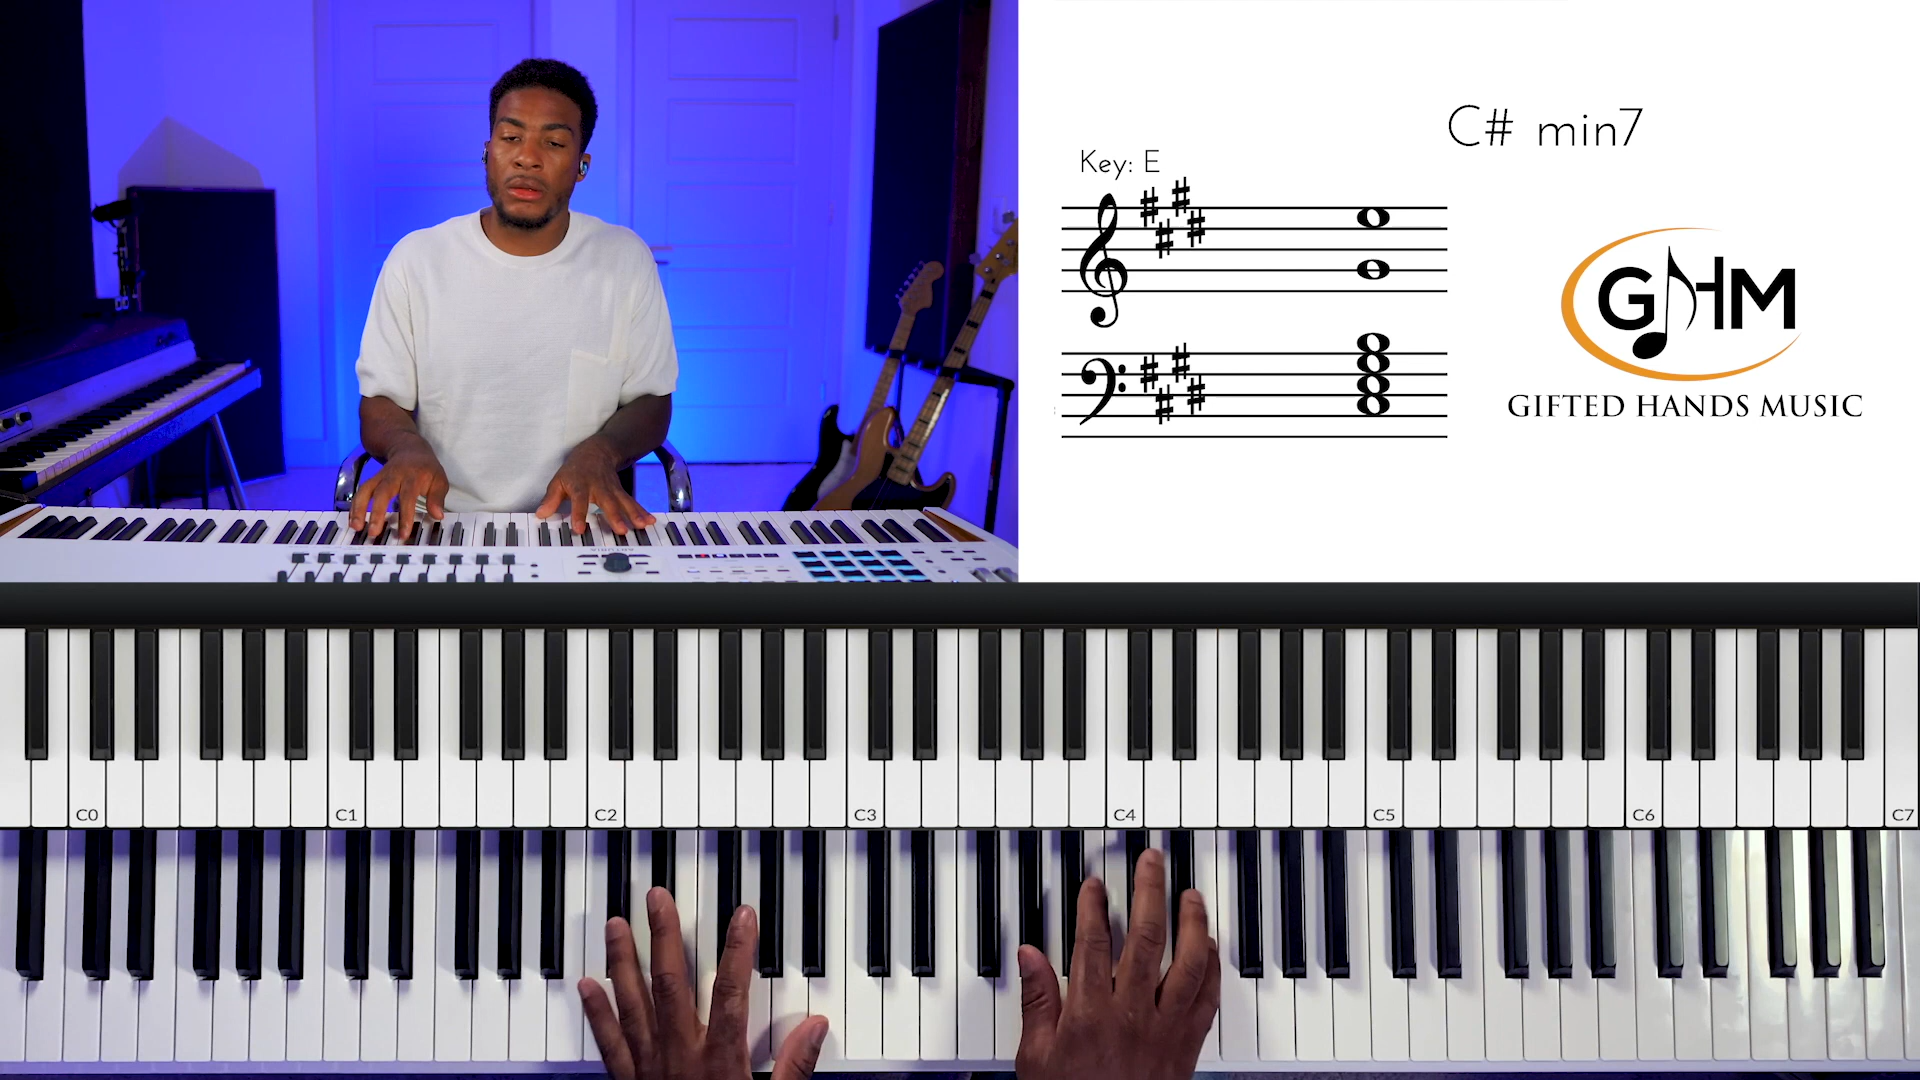 C# min7
Key: E
GHM
GIFTED HANDS MUSIC
C0 C1 C2 C3 C4 C5 C6 C7